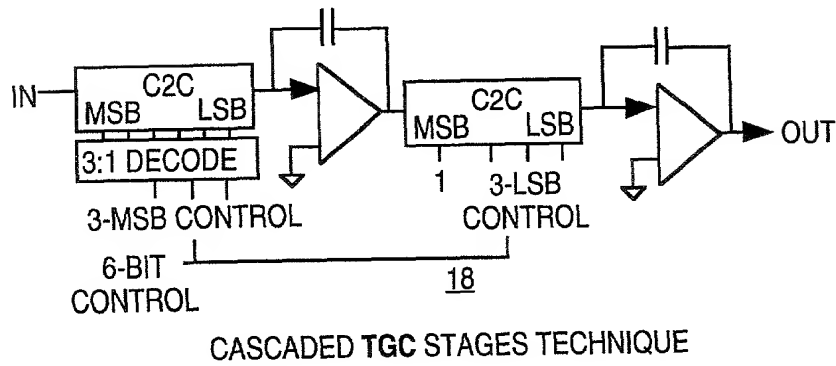 IN
C2C
MSB LSB
3:1 DECODE
3-MSB CONTROL
6-BIT
CONTROL
C2C
MSB LSB
1 3-LSB
CONTROL
OUT
18
CASCADED TGC STAGES TECHNIQUE